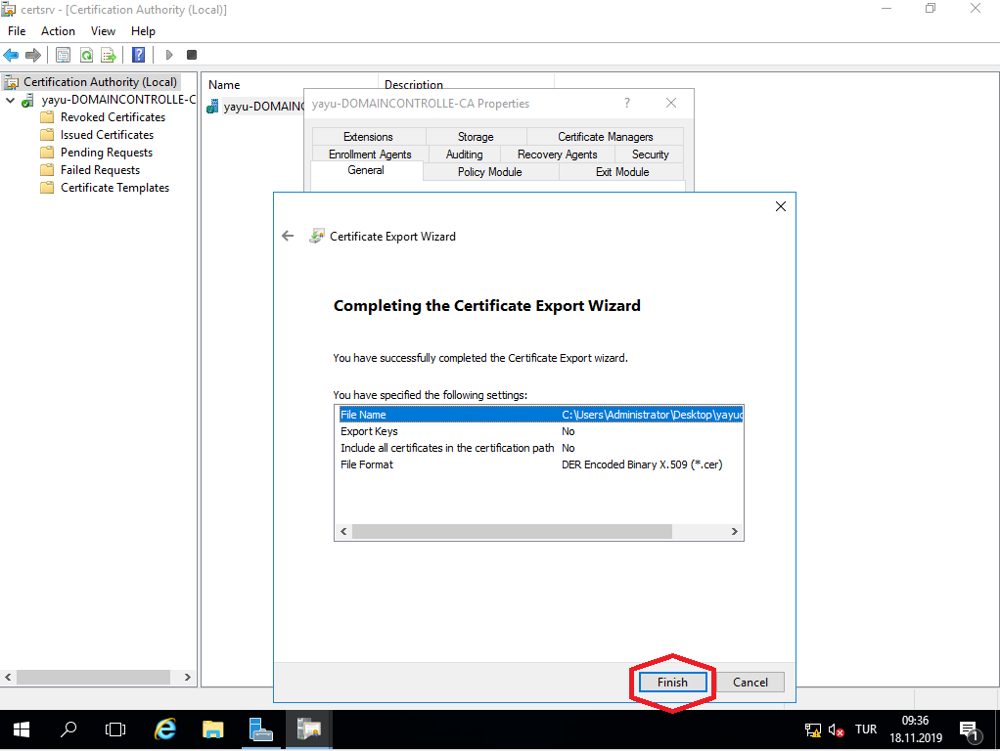 certsrv - [Certification Authority (Local)]
File Action View Help
Certification Authority (Local)
yayu-DOMAINCONTROLLE-C
Revoked Certificates
Issued Certificates
Pending Requests
Failed Requests
Certificate Templates
Name Description
yayu-DOMAINC
yayu-DOMAINCONTROLLE-CA Properties
Extensions Storage Certificate Managers
Enrollment Agents Auditing Recovery Agents Security
General Policy Module Exit Module
Certificate Export Wizard
Completing the Certificate Export Wizard
You have successfully completed the Certificate Export wizard.
You have specified the following settings:
File Name C:\Users\Administrator\Desktop\yayuc
Export Keys No
Include all certificates in the certification path No
File Format DER Encoded Binary X.509 (*.cer)
Finish Cancel
TUR
09:36
18.11.2019
1